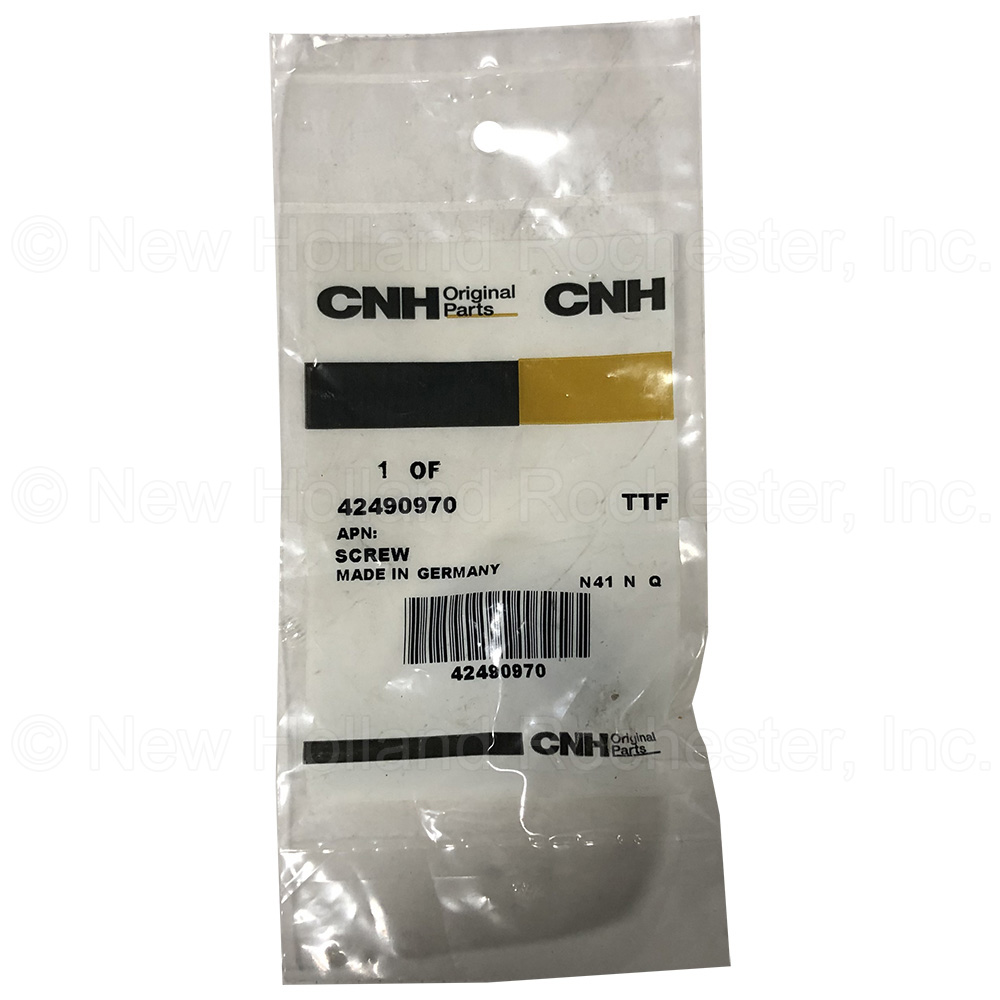 © New Holland Rochester, Inc.
CNH Original Parts CNH
1 OF
© New Holland Rochester, Inc.
42490970 TTF
APN:
SCREW
MADE IN GERMANY
N41 N Q
42490970
© New Holland Rochester, Inc.
CNH Original Parts